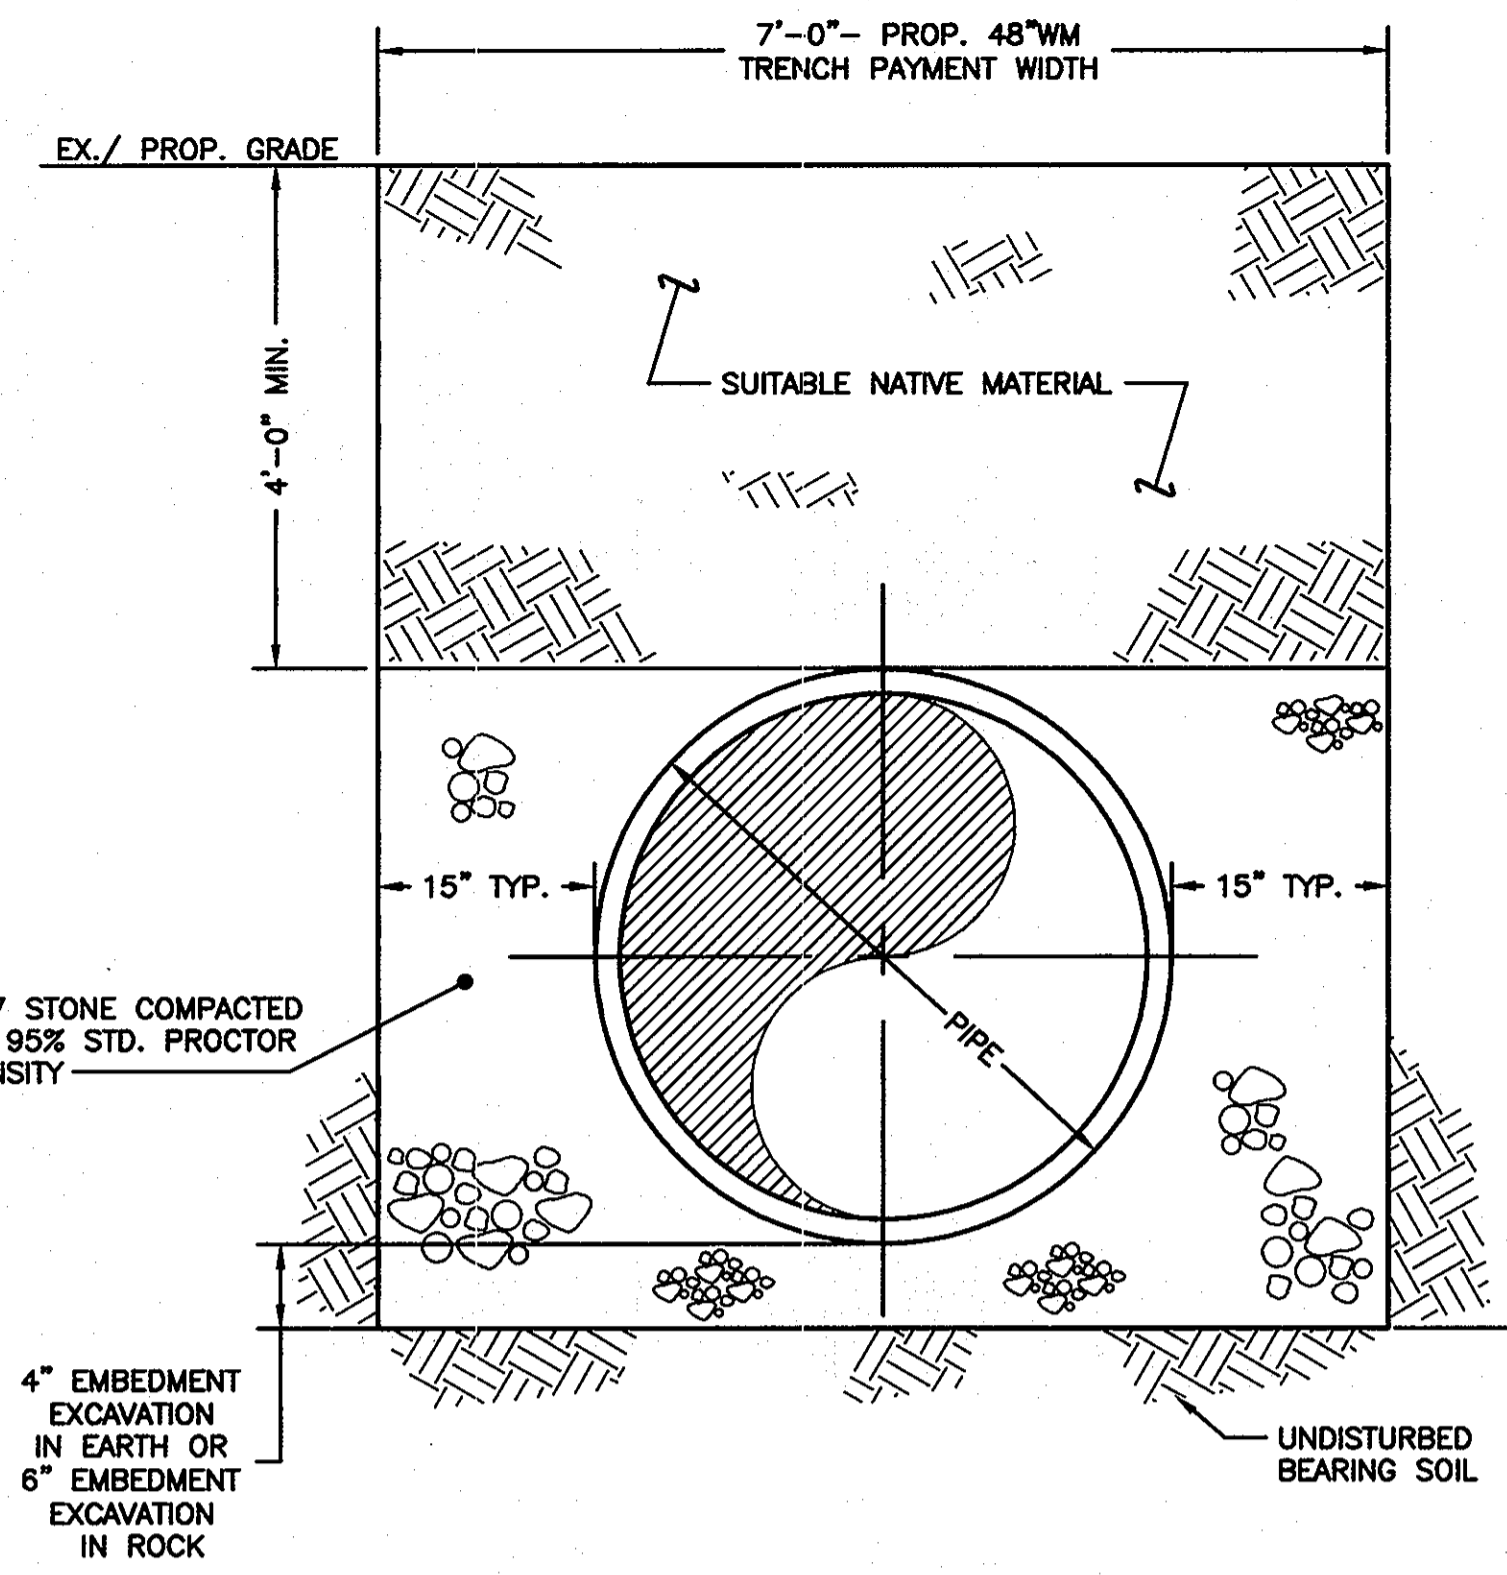 7'-0"- PROP. 48"WM
TRENCH PAYMENT WIDTH
EX./ PROP. GRADE
4'-0" MIN.
SUITABLE NATIVE MATERIAL
15" TYP.
15" TYP.
PIPE
STONE COMPACTED
95% STD. PROCTOR
4" EMBEDMENT
EXCAVATION
IN EARTH OR
6" EMBEDMENT
EXCAVATION
IN ROCK
UNDISTURBED
BEARING SOIL